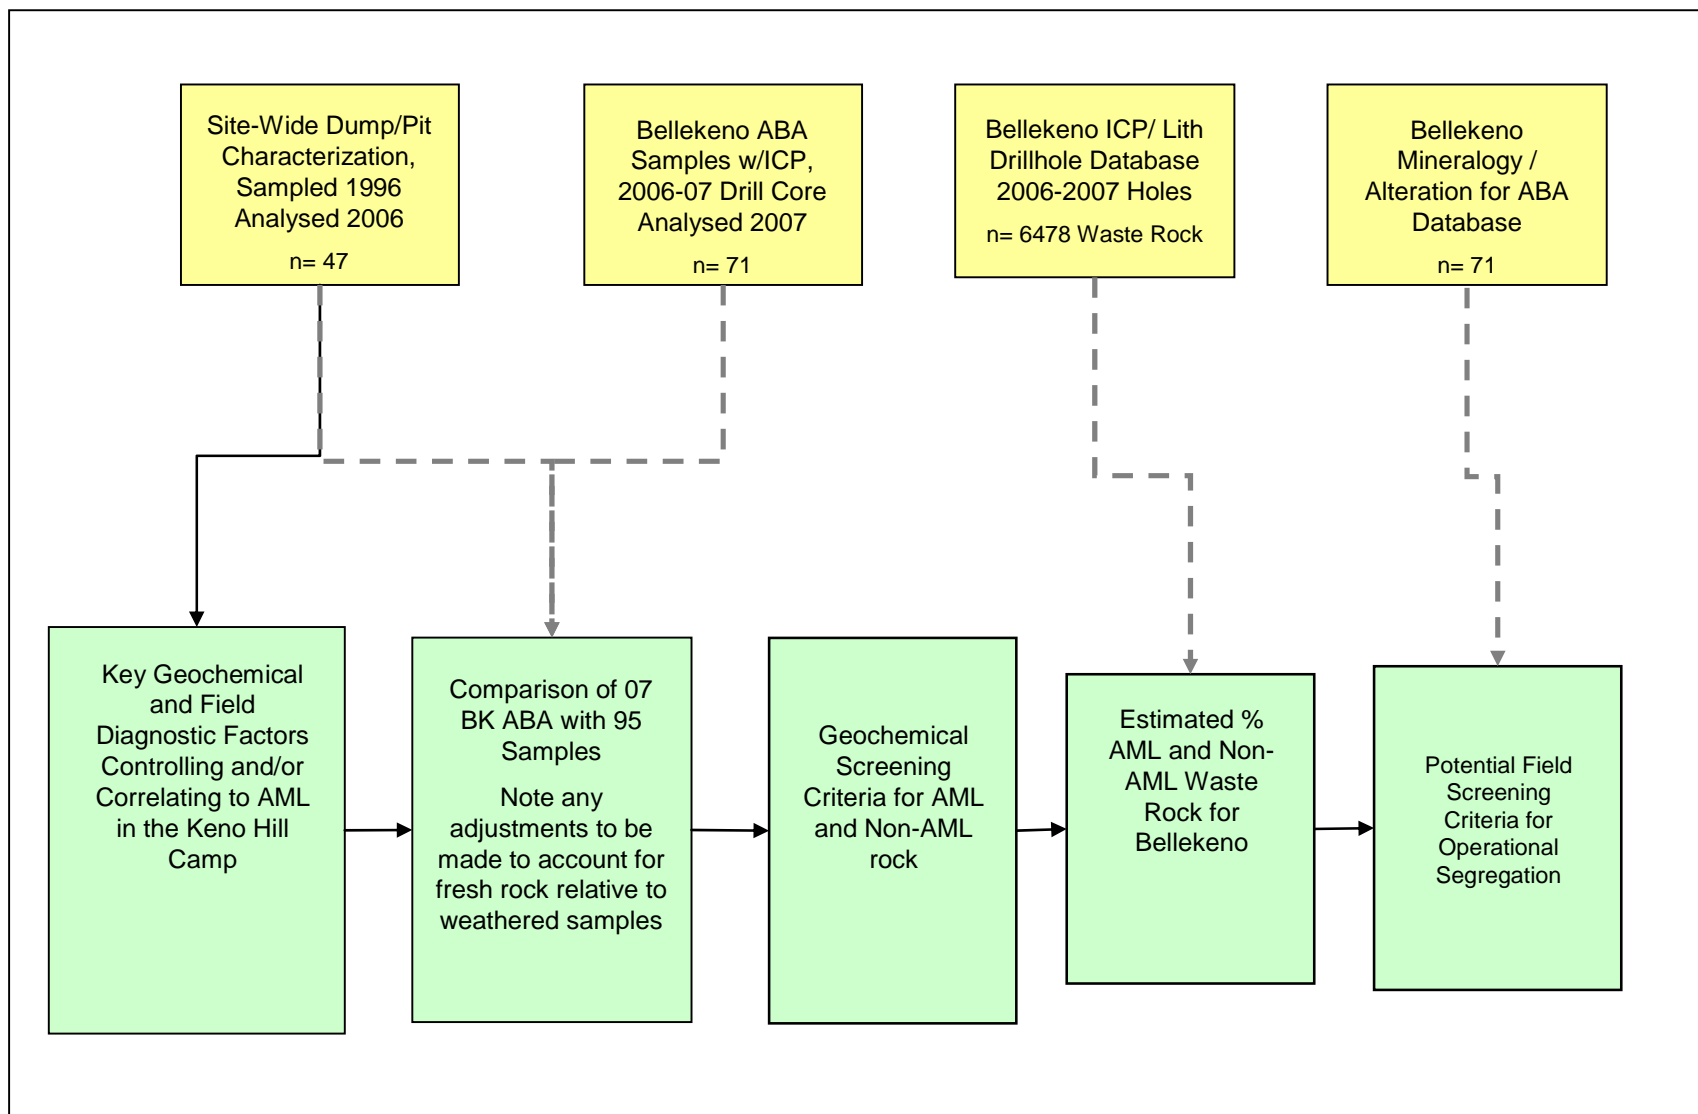 Site-Wide Dump/Pit
Characterization,
Sampled 1996
Analysed 2006
n= 47
Bellekeno ABA
Samples w/ICP,
2006-07 Drill Core
Analysed 2007
n= 71
Bellekeno ICP/ Lith
Drillhole Database
2006-2007 Holes
n= 6478 Waste Rock
Bellekeno
Mineralogy /
Alteration for ABA
Database
n= 71
Key Geochemical
and Field
Diagnostic Factors
Controlling and/or
Correlating to AML
in the Keno Hill
Camp
Comparison of 07
BK ABA with 95
Samples
Note any
adjustments to be
made to account for
fresh rock relative to
weathered samples
Geochemical
Screening
Criteria for AML
and Non-AML
rock
Estimated %
AML and Non-
AML Waste
Rock for
Bellekeno
Potential Field
Screening
Criteria for
Operational
Segregation